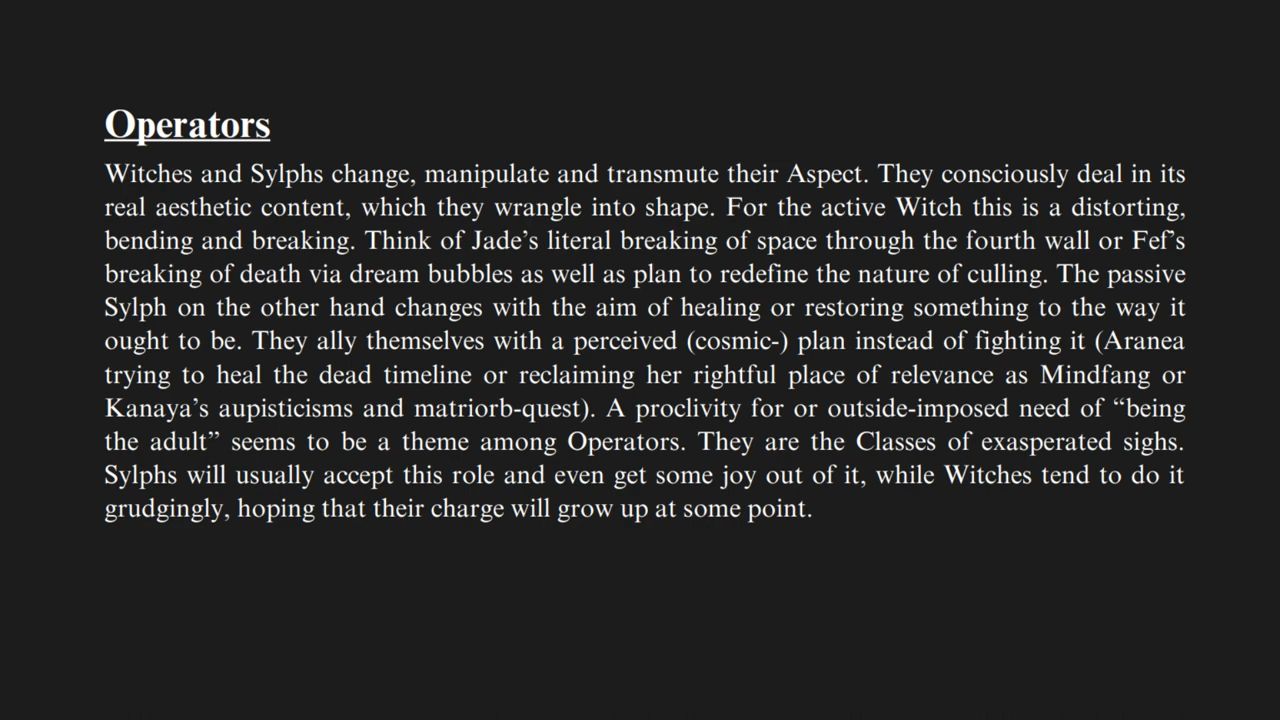 Operators
Witches and Sylphs change, manipulate and transmute their Aspect. They consciously deal in its
real aesthetic content, which they wrangle into shape. For the active Witch this is a distorting,
bending and breaking. Think of Jade’s literal breaking of space through the fourth wall or Fef’s
breaking of death via dream bubbles as well as plan to redefine the nature of culling. The passive
Sylph on the other hand changes with the aim of healing or restoring something to the way it
ought to be. They ally themselves with a perceived (cosmic-) plan instead of fighting it (Aranea
trying to heal the dead timeline or reclaiming her rightful place of relevance as Mindfang or
Kanaya’s aupisticisms and matriorb-quest). A proclivity for or outside-imposed need of “being
the adult” seems to be a theme among Operators. They are the Classes of exasperated sighs.
Sylphs will usually accept this role and even get some joy out of it, while Witches tend to do it
grudgingly, hoping that their charge will grow up at some point.